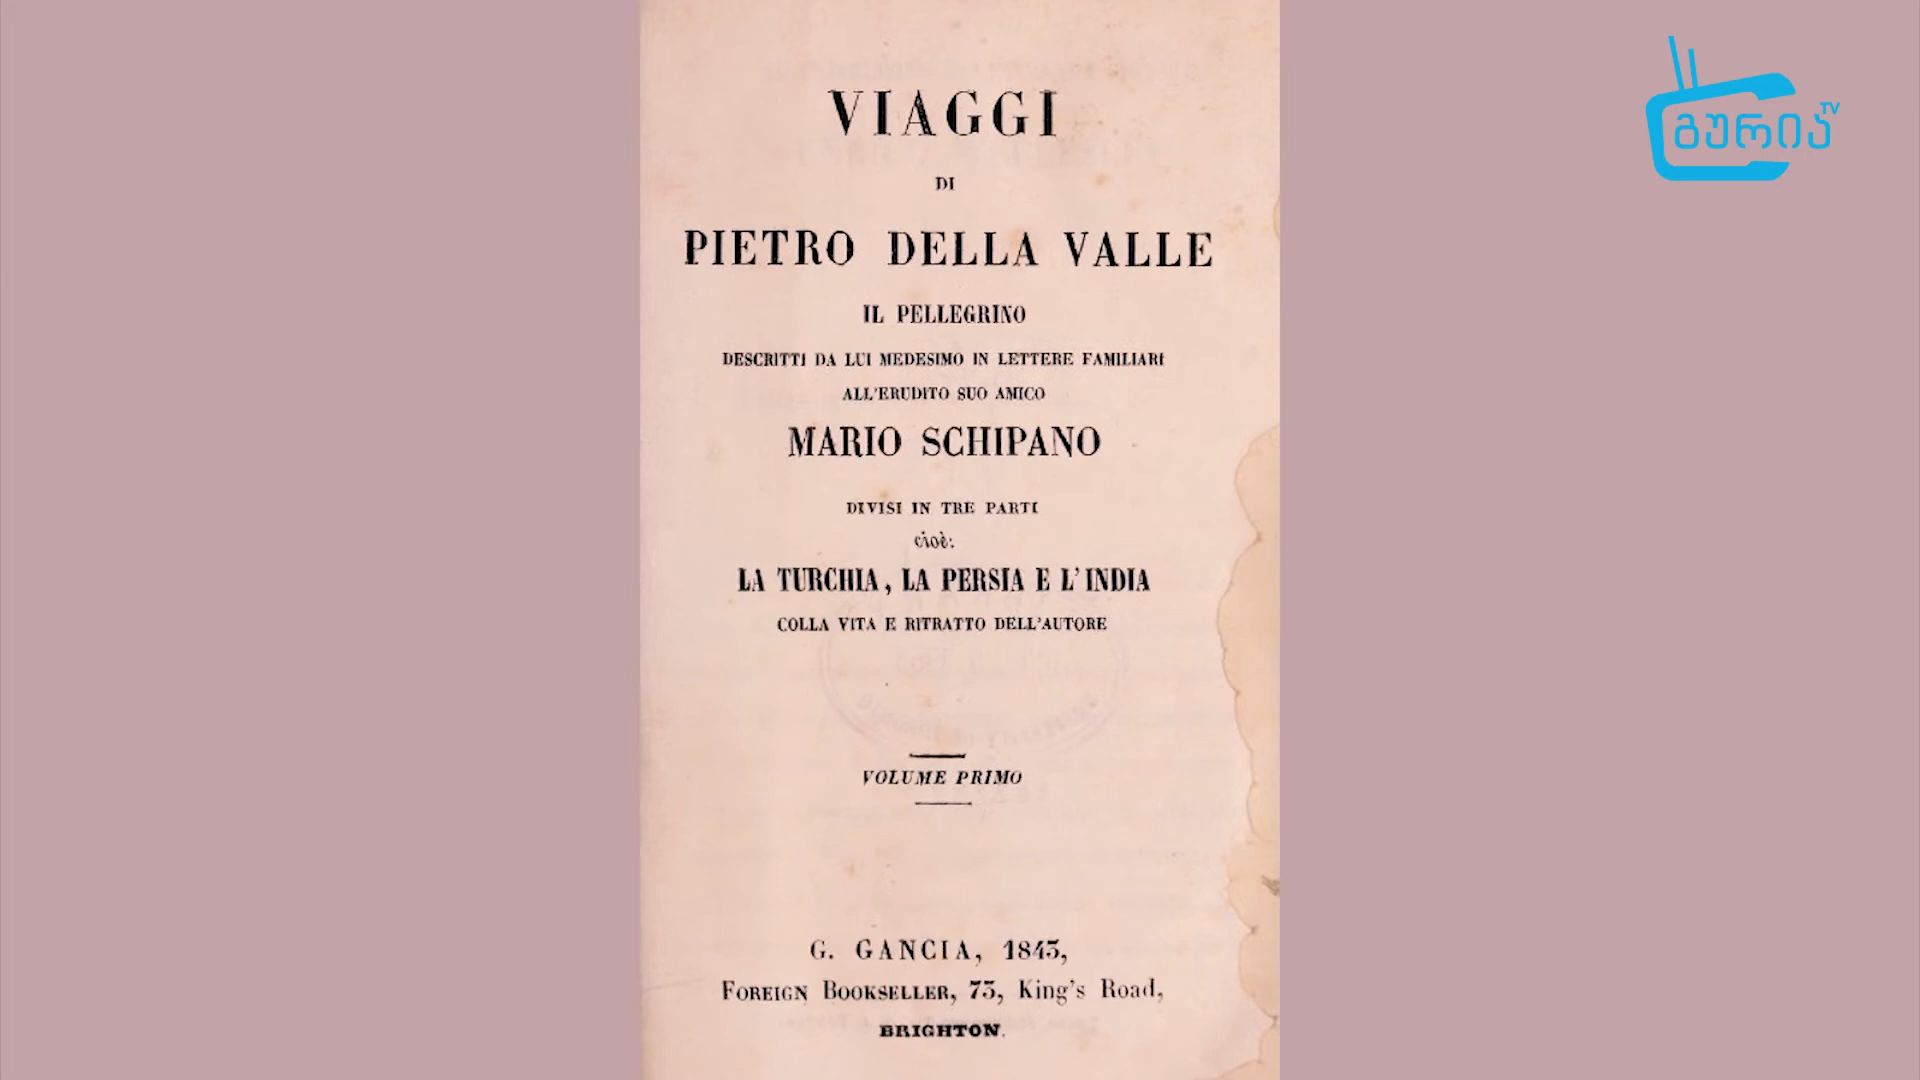 VIAGGI
DI
PIETRO DELLA VALLE
IL PELLEGRINO
DESCRITTI DA LUI MEDESIMO IN LETTERE FAMILIARI
ALL'ERUDITO SUO AMICO
MARIO SCHIPANO
DIVISI IN TRE PARTI
cioè:
LA TURCHIA, LA PERSIA E L'INDIA
COLLA VITA E RITRATTO DELL'AUTORE
VOLUME PRIMO
G. GANCIA, 1843,
FOREIGN BOOKSELLER, 73, King's Road,
BRIGHTON.
გურია TV